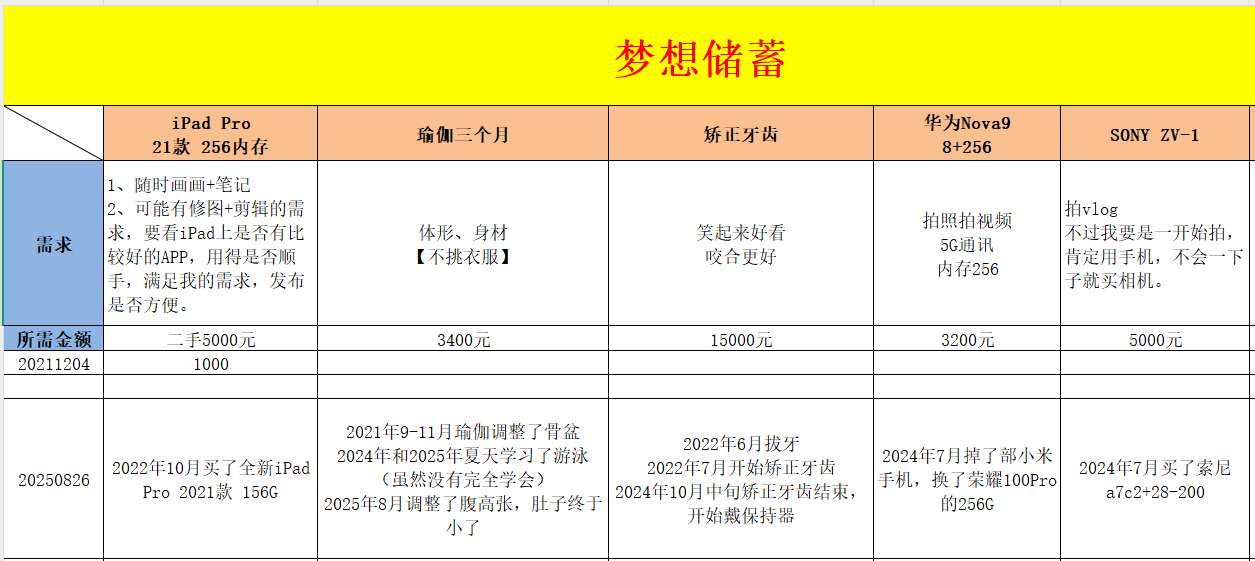 梦想储蓄
iPad Pro
21款 256内存
瑜伽三个月
矫正牙齿
华为Nova9
8+256
SONY ZV-1
需求
1、随时画画+笔记
2、可能有修图+剪辑的需
求，要看iPad上是否有比
较好的APP，用得是否顺
手，满足我的需求，发布
是否方便。
体形、身材
【不挑衣服】
笑起来好看
咬合更好
拍照拍视频
5G通讯
内存256
拍vlog
不过我要是一开始拍，
肯定用手机，不会一下
子就买相机。
所需金额
二手5000元
3400元
15000元
3200元
5000元
20211204
1000
20250826
2022年10月买了全新iPad
Pro 2021款 156G
2021年9-11月瑜伽调整了骨盆
2024年和2025年夏天学习了游泳
（虽然没有完全学会）
2025年8月调整了腹高张，肚子终于
小了
2022年6月拔牙
2022年7月开始矫正牙齿
2024年10月中旬矫正牙齿结束，
开始戴保持器
2024年7月掉了部小米
手机，换了荣耀100Pro
的256G
2024年7月买了索尼
a7c2+28-200